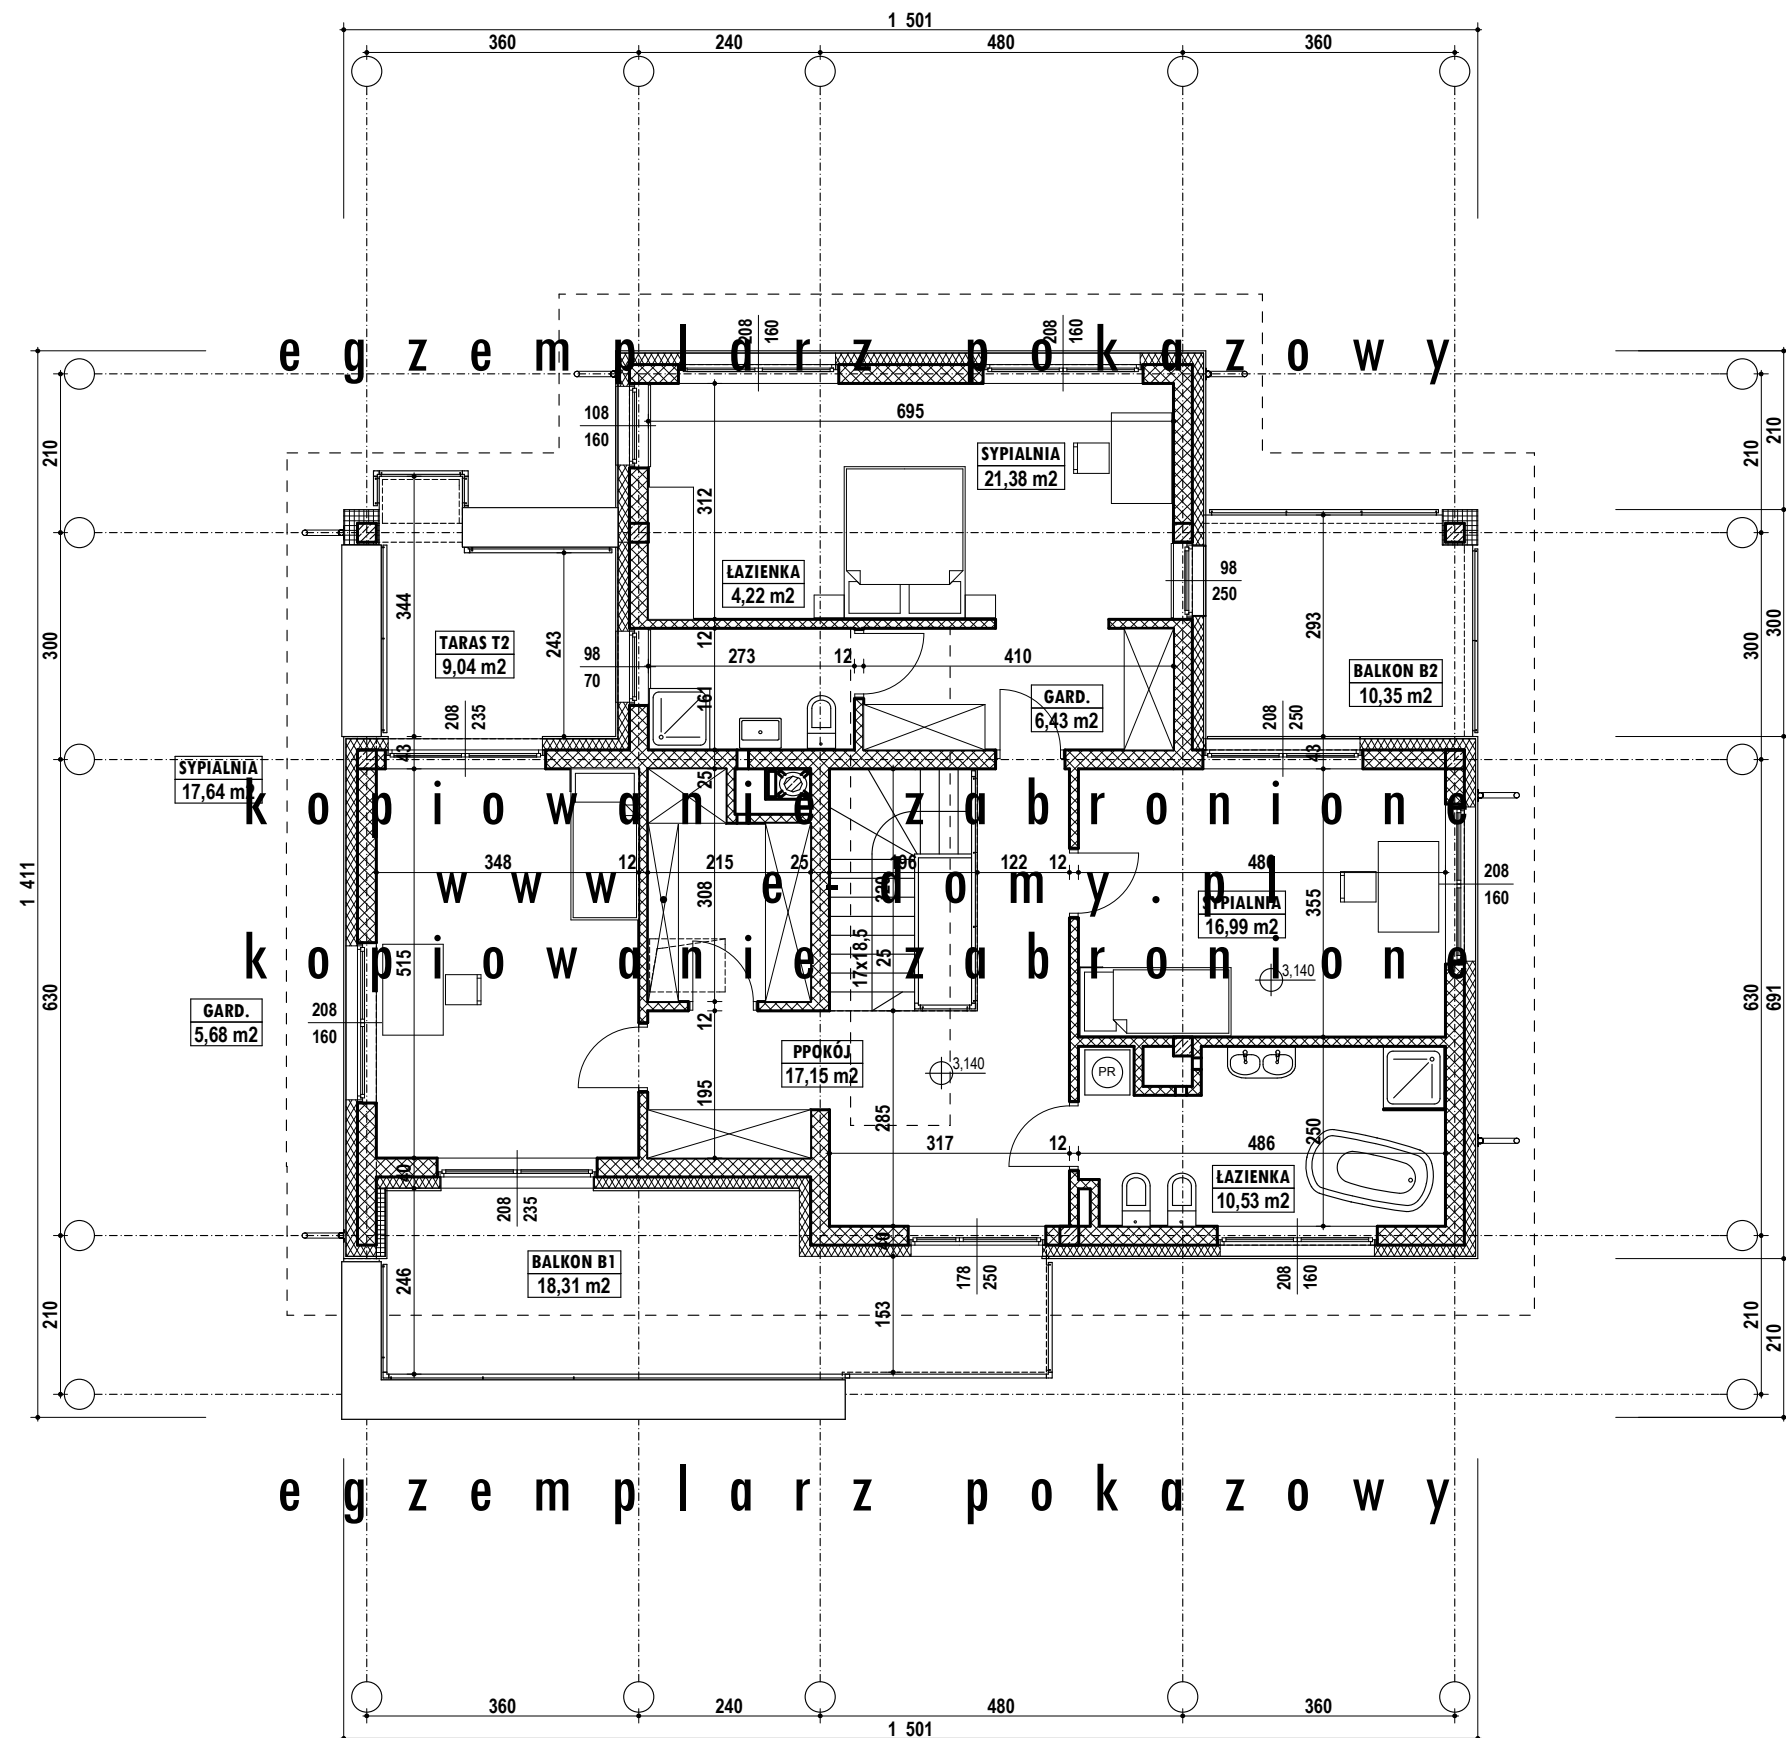 1 501
360 240 480 360
e g z e m p l a r z p o k a z o w y
208 160
208 160
108 160
695
SYPIALNIA
21,38 m2
312
ŁAZIENKA
4,22 m2
98 250
210
210 210
344
243
TARAS T2
9,04 m2
98 70
12
273 12 410
161
GARD.
6,43 m2
293
BALKON B2
10,35 m2
300
300 300
208 235
208 250
43
43
25
SYPIALNIA
17,64 m2
k o p i o w a n i e z a b r o n i o n e
348 12 215 25 196 122 12 486
w w w . e - d o m y . p l
308
220
355
208 160
SYPIALNIA
16,99 m2
k o p i o w a n i e z a b r o n i o n e
515
17x18,5
25
3,140
1 411
630
630 691
GARD.
5,68 m2
208 160
12
PPOKÓJ
17,15 m2
3,140
PR
195
285
317 12 486
250
ŁAZIENKA
10,53 m2
40
208 235
40
BALKON B1
18,31 m2
246
178 250
208 160
153
210
210 210
e g z e m p l a r z p o k a z o w y
360 240 480 360
1 501